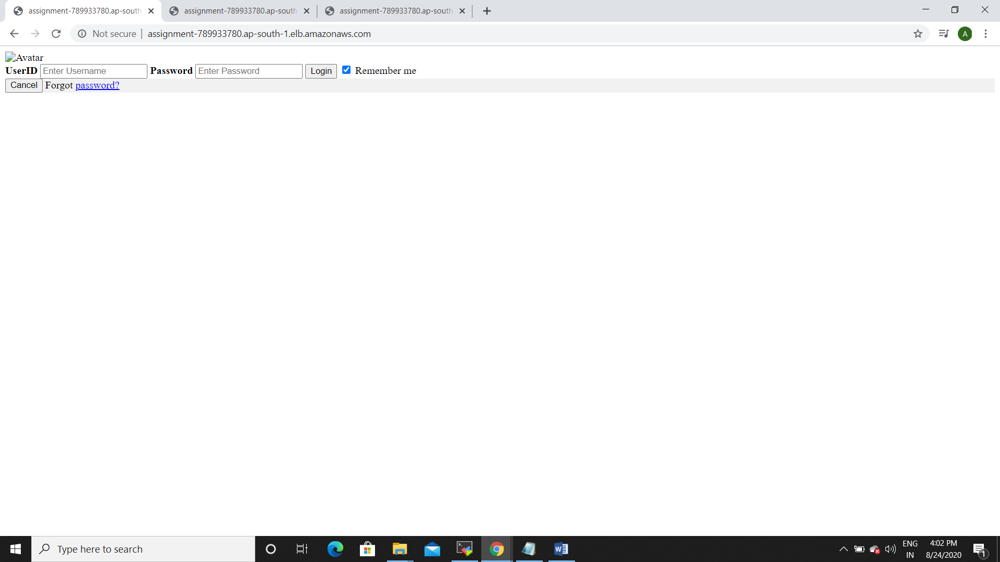 assignment-789933780.ap-south assignment-789933780.ap-south assignment-789933780.ap-south
Not secure assignment-789933780.ap-south-1.elb.amazonaws.com A
Avatar
UserID Enter Username Password Enter Password Login Remember me
Cancel Forgot password?
Type here to search ENG 4:02 PM
IN 8/24/2020 1